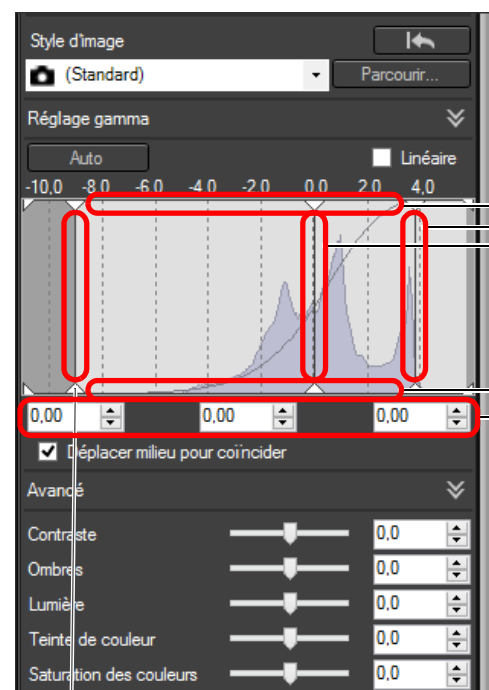 Style d'image
(Standard)
Parcourir...
Réglage gamma
Auto
Linéaire
-10,0 -8,0 -6,0 -4,0 -2,0 0,0 2,0 4,0
0,00 0,00 0,00
Déplacer milieu pour coïncider
Avancé
Contraste 0,0
Ombres 0,0
Lumière 0,0
Teinte de couleur 0,0
Saturation des couleurs 0,0